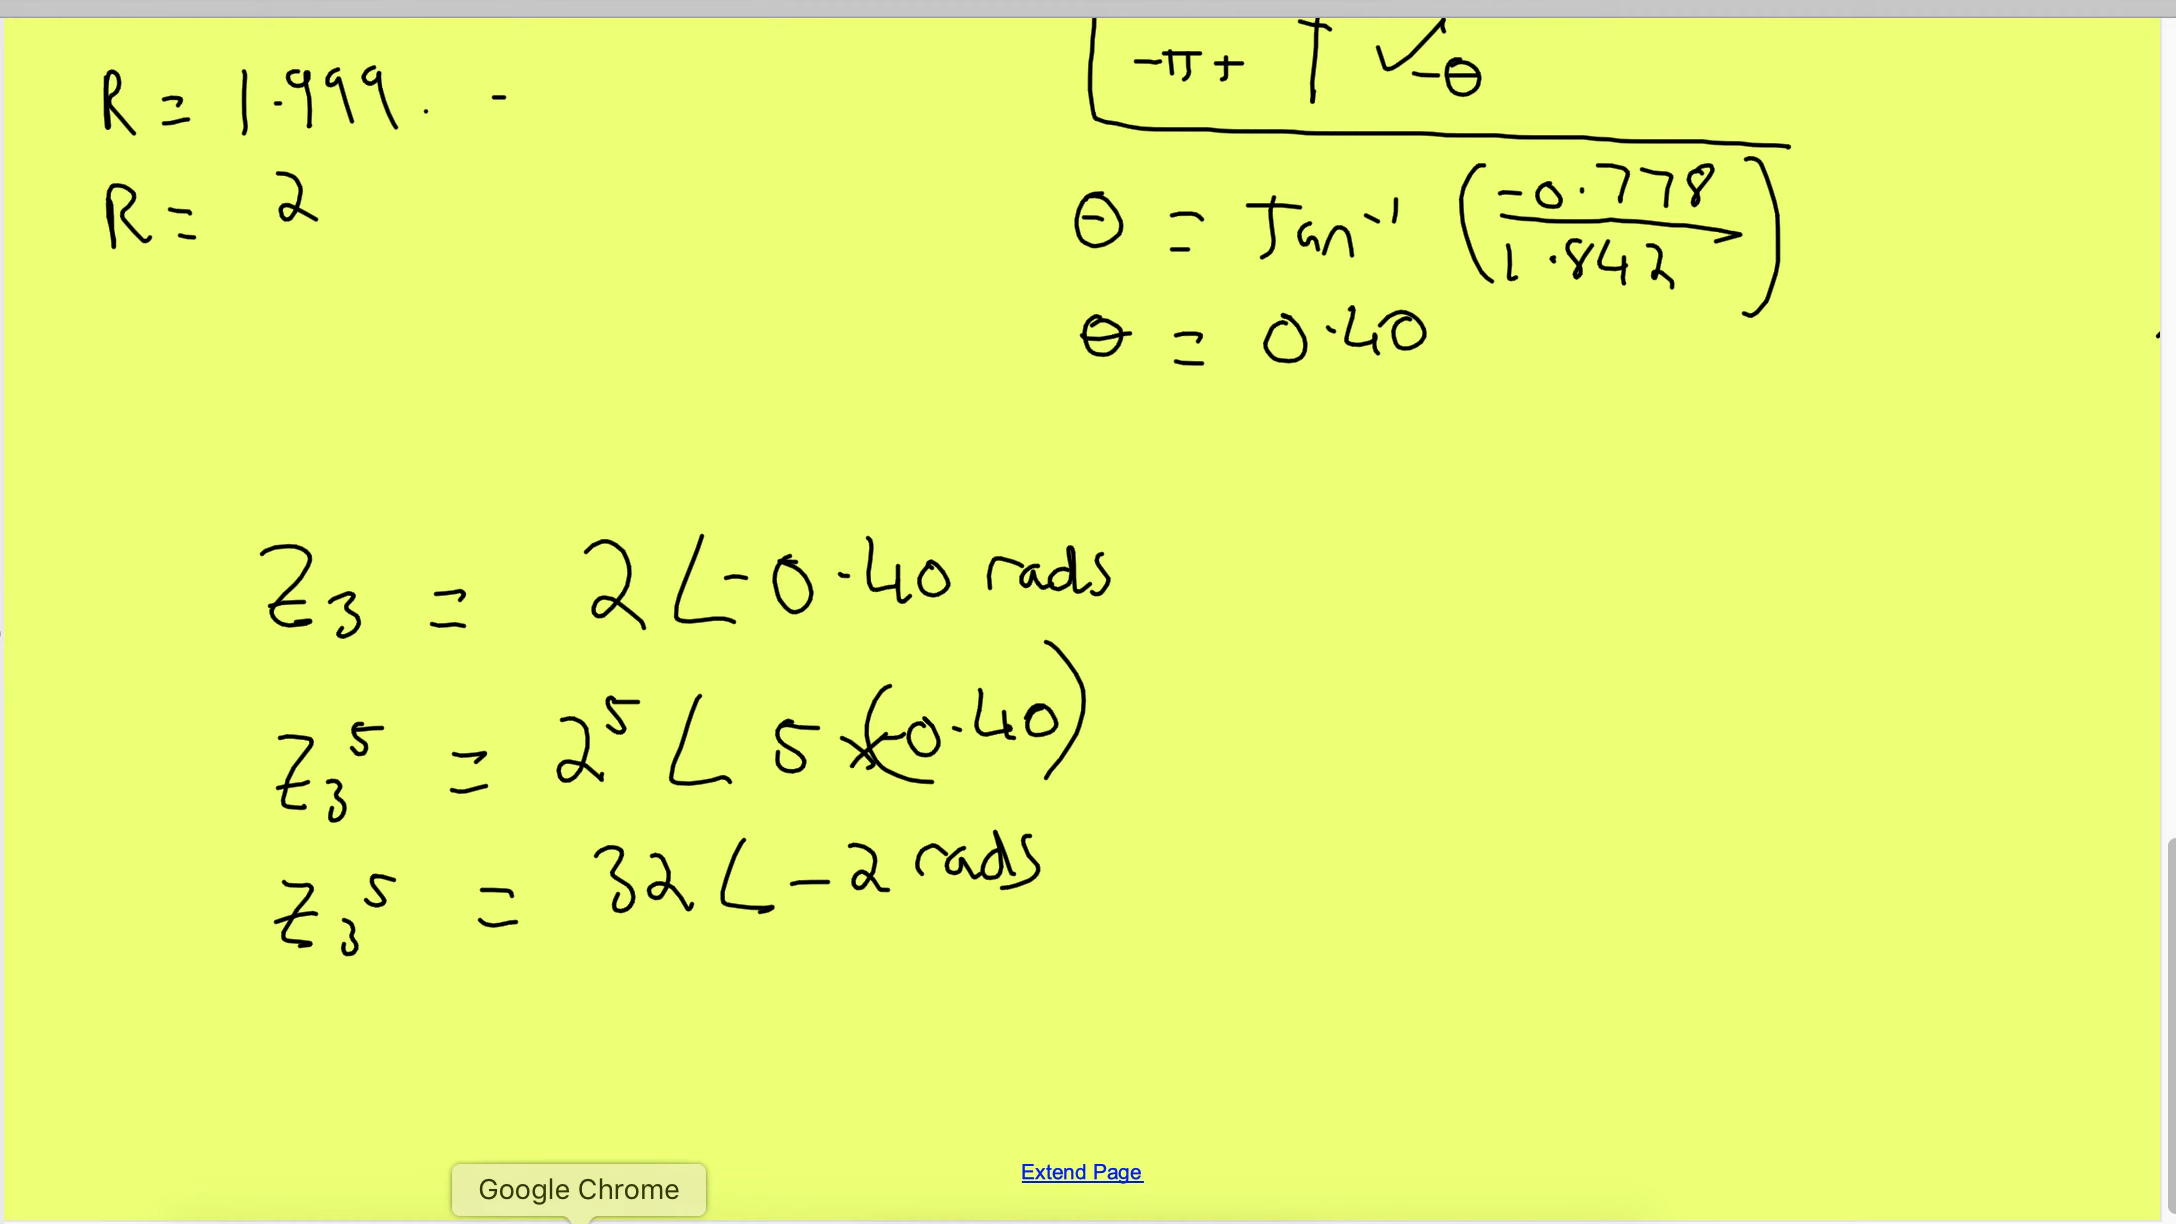 R = 1.999. -
R = 2
-π + ✓-θ
θ = Tan⁻¹ (-0.778 / 1.842)
θ = 0.40
Z₃ = 2∠-0.40 rads
Z₃⁵ = 2⁵∠5×(-0.40)
Z₃⁵ = 32∠-2 rads
Extend Page
Google Chrome